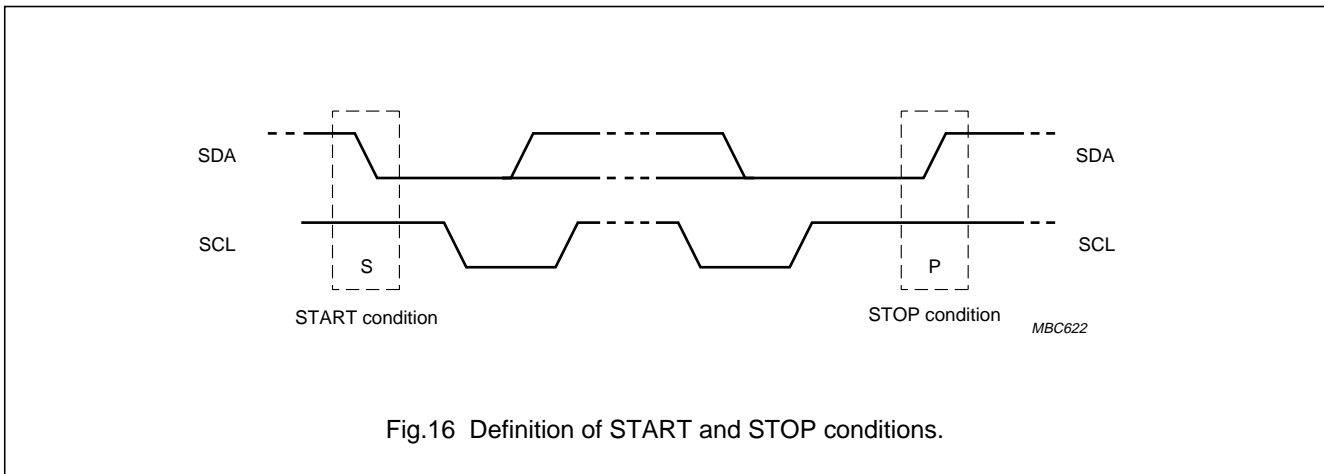 SDA SDA
SCL SCL
S P
START condition STOP condition
MBC622
Fig.16 Definition of START and STOP conditions.